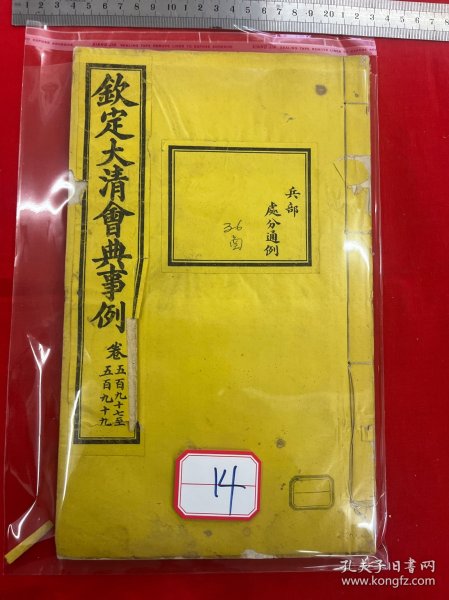 欽定大清會典事例
卷五百九十七至
五百九十九
兵部
處分通例
36
14
孔夫子旧书网
www.kongfz.com